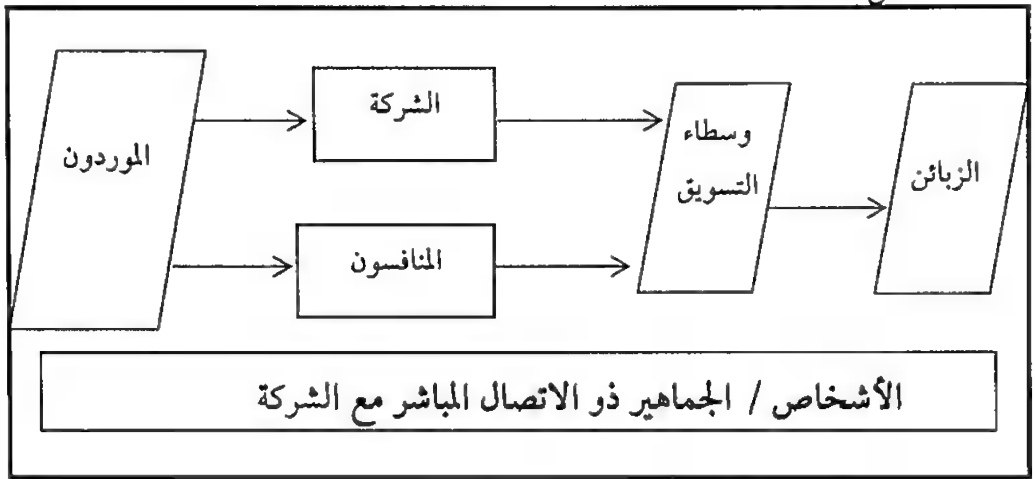 الموردون
الشركة
المنافسون
وسطاء
التسويق
الزبائن
الأشخاص / الجماهير ذو الاتصال المباشر مع الشركة